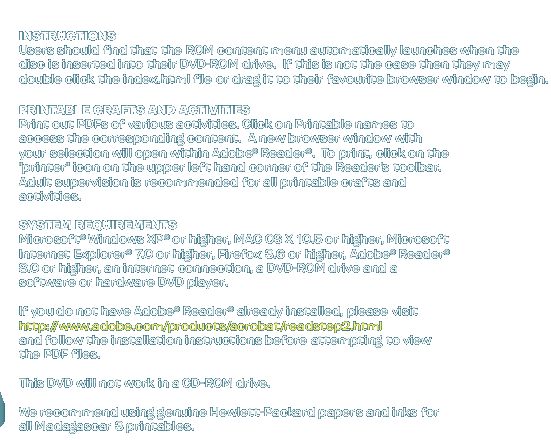 INSTRUCTIONS
Users should find that the ROM content menu automatically launches when the
disc is inserted into their DVD-ROM drive. If this is not the case then they may
double click the index.html file or drag it to their favourite browser window to begin.
PRINTABLE CRAFTS AND ACTIVITIES
Print out PDFs of various activities. Click on Printable names to
access the corresponding content. A new browser window with
your selection will open within Adobe® Reader®. To print, click on the
'printer' icon on the upper left hand corner of the Reader's toolbar.
Adult supervision is recommended for all printable crafts and
activities.
SYSTEM REQUIREMENTS
Microsoft® Windows XP® or higher, MAC OS X 10.5 or higher, Microsoft
Internet Explorer® 7.0 or higher, Firefox 3.6 or higher, Adobe® Reader®
8.0 or higher, an internet connection, a DVD-ROM drive and a
software or hardware DVD player.
If you do not have Adobe® Reader® already installed, please visit
http://www.adobe.com/products/acrobat/readstep2.html
and follow the installation instructions before attempting to view
the PDF files.
This DVD will not work in a CD-ROM drive.
We recommend using genuine Hewlett-Packard papers and inks for
all Madagascar 3 printables.